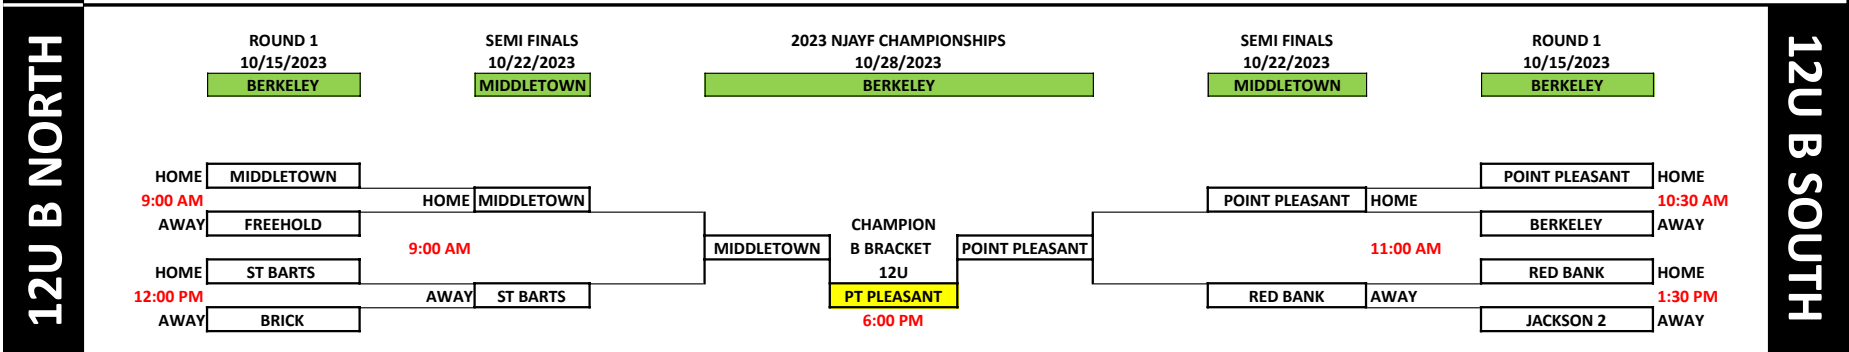 12U B NORTH
ROUND 1 SEMI FINALS 2023 NJAYF CHAMPIONSHIPS SEMI FINALS ROUND 1
10/15/2023 10/22/2023 10/28/2023 10/22/2023 10/15/2023
BERKELEY MIDDLETOWN BERKELEY MIDDLETOWN BERKELEY
HOME MIDDLETOWN POINT PLEASANT HOME
9:00 AM HOME MIDDLETOWN POINT PLEASANT HOME 10:30 AM
AWAY FREEHOLD CHAMPION BERKELEY AWAY
9:00 AM MIDDLETOWN B BRACKET POINT PLEASANT 11:00 AM
HOME ST BARTS 12U RED BANK HOME
12:00 PM AWAY ST BARTS PT PLEASANT RED BANK AWAY 1:30 PM
AWAY BRICK 6:00 PM JACKSON 2 AWAY
12U B SOUTH